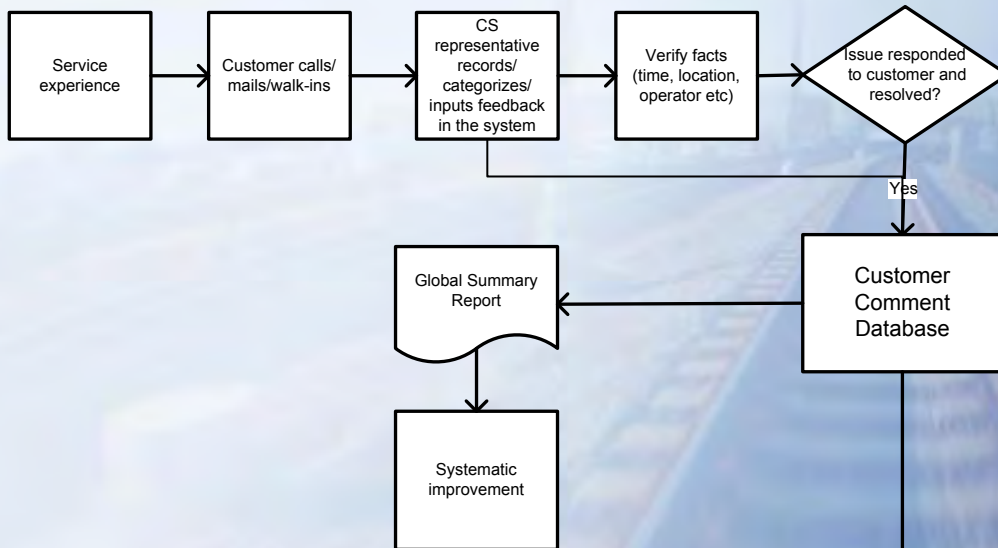 Service
experience
Customer calls/
mails/walk-ins
CS
representative
records/
categorizes/
inputs feedback
in the system
Verify facts
(time, location,
operator etc)
Issue responded
to customer and
resolved?
Yes
Customer
Comment
Database
Global Summary
Report
Systematic
improvement